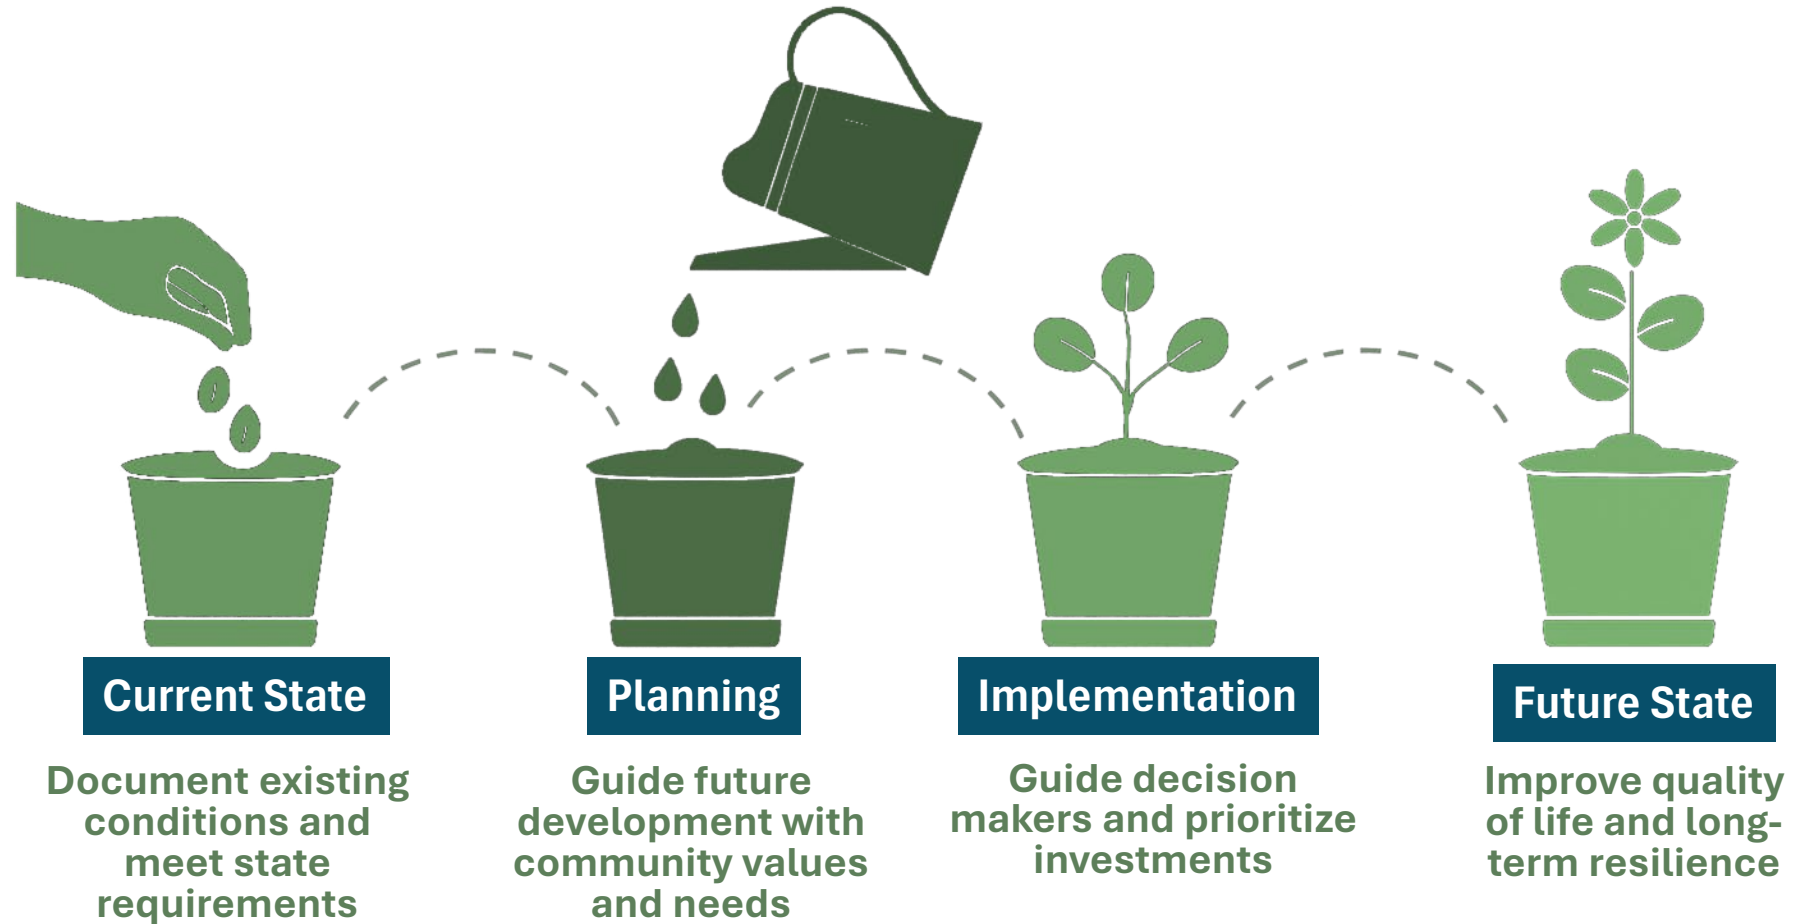 Current State
Document existing
conditions and
meet state
requirements
Planning
Guide future
development with
community values
and needs
Implementation
Guide decision
makers and prioritize
investments
Future State
Improve quality
of life and long-
term resilience